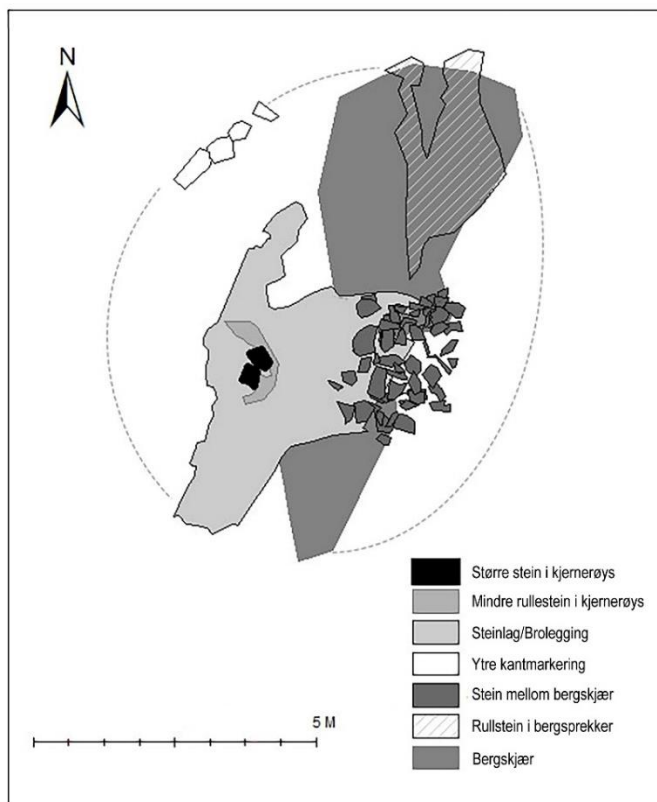 N
Større stein i kjernerøys
Mindre rullestein i kjernerøys
Steinlag/Brolegging
Ytre kantmarkering
Stein mellom bergskjær
Rullstein i bergsprekker
Bergskjær
5 M